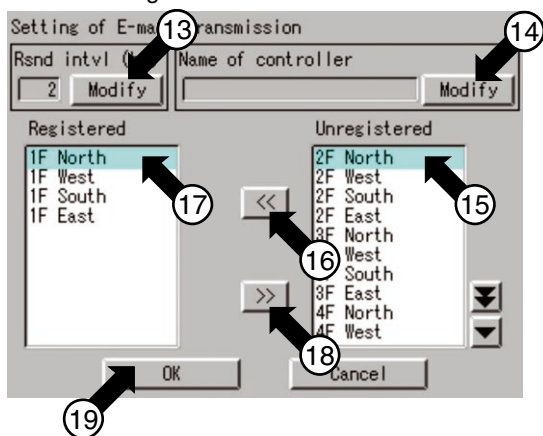 Setting of E-ma ransmission
13
14
Rsnd intvl
Name of controller
2 Modify
Modify
Registered
Unregistered
1F North
1F West
1F South
1F East
17
<<
16
>>
18
2F North
2F West
2F South
2F East
3F North
West
South
3F East
4F North
4F West
15
OK
Cancel
19